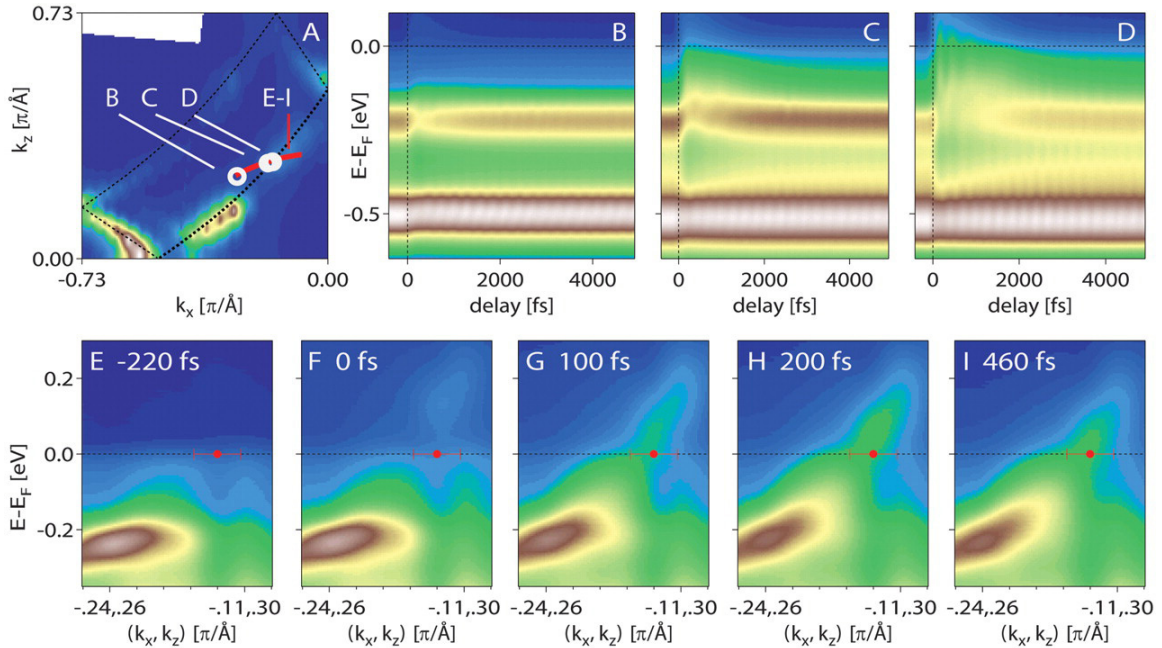 0.73
A
B
C
D
E-I
k_z [π/Å]
0.00
-0.73
0.00
k_x [π/Å]
B
C
D
0.0
-0.5
E-E_F [eV]
0
2000
4000
0
2000
4000
0
2000
4000
delay [fs]
delay [fs]
delay [fs]
E -220 fs
F 0 fs
G 100 fs
H 200 fs
I 460 fs
0.2
0.0
-0.2
E-E_F [eV]
-.24,.26
-.11,.30
-.24,.26
-.11,.30
-.24,.26
-.11,.30
-.24,.26
-.11,.30
-.24,.26
-.11,.30
(k_x, k_z) [π/Å]
(k_x, k_z) [π/Å]
(k_x, k_z) [π/Å]
(k_x, k_z) [π/Å]
(k_x, k_z) [π/Å]